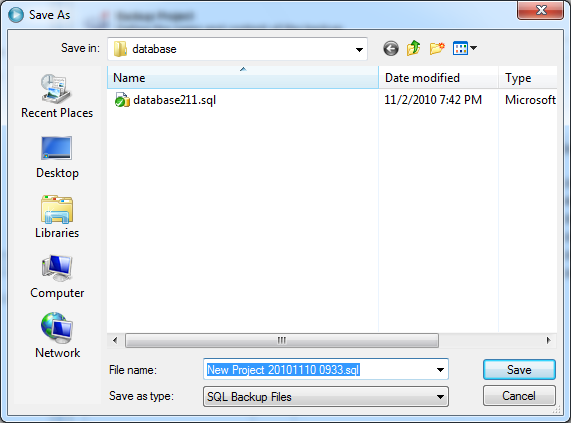 Save As
Save in: database
Name Date modified Type
database211.sql 11/2/2010 7:42 PM Microsoft
Recent Places
Desktop
Libraries
Computer
Network
File name: New Project 20101110 0933.sql Save
Save as type: SQL Backup Files Cancel